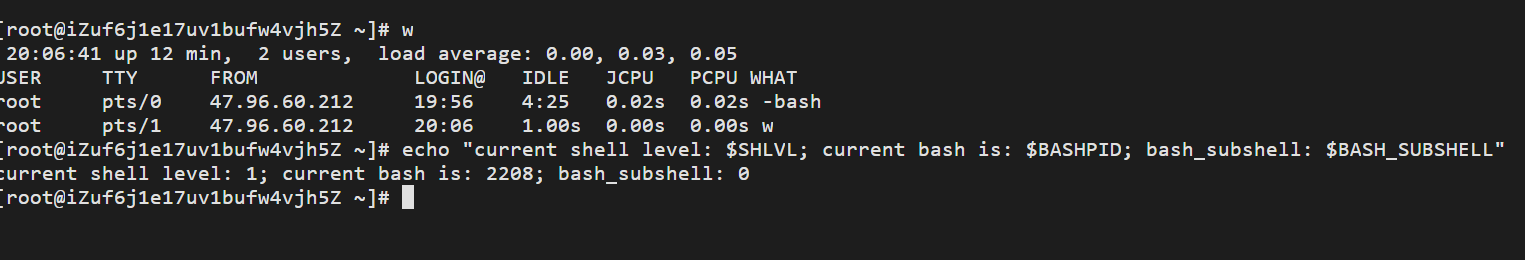 [root@iZuf6j1e17uv1bufw4vjh5Z ~]# w
20:06:41 up 12 min,  2 users,  load average: 0.00, 0.03, 0.05
USER     TTY      FROM             LOGIN@   IDLE   JCPU   PCPU WHAT
root     pts/0    47.96.60.212     19:56    4:25   0.02s  0.02s -bash
root     pts/1    47.96.60.212     20:06    1.00s  0.00s  0.00s w
[root@iZuf6j1e17uv1bufw4vjh5Z ~]# echo "current shell level: $SHLVL; current bash is: $BASHPID; bash_subshell: $BASH_SUBSHELL"
current shell level: 1; current bash is: 2208; bash_subshell: 0
[root@iZuf6j1e17uv1bufw4vjh5Z ~]#